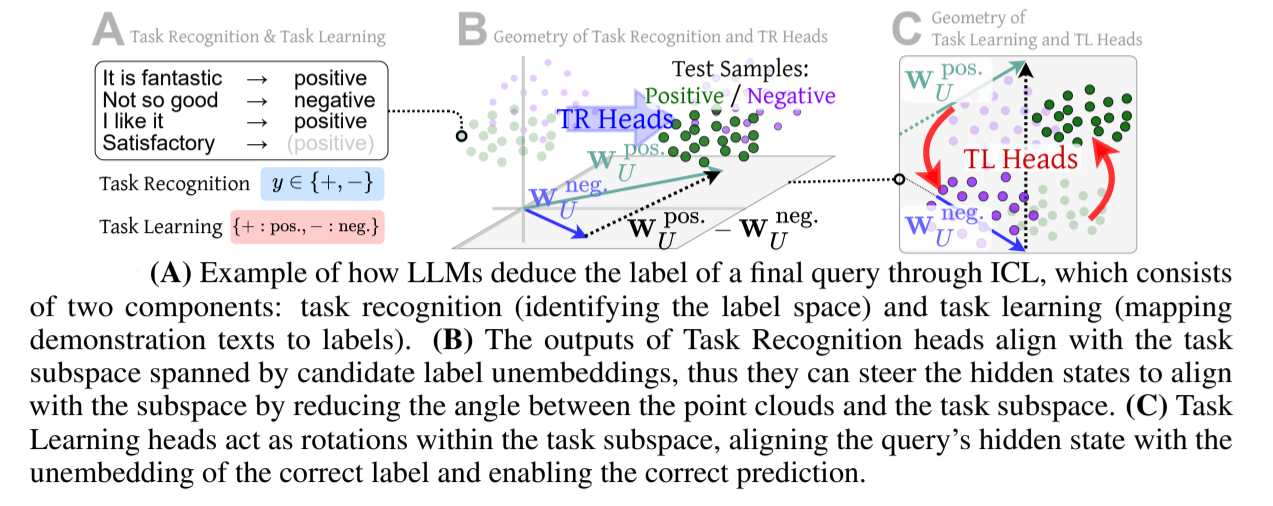 A Task Recognition & Task Learning
It is fantastic → positive
Not so good → negative
I like it → positive
Satisfactory → (positive)
Task Recognition y ∈ {+, −}
Task Learning {+ : pos., − : neg.}
B Geometry of Task Recognition and TR Heads
Test Samples:
Positive / Negative
TR Heads
W_U^pos.
W_U^neg.
W_U^pos. − W_U^neg.
C Geometry of
Task Learning and TL Heads
W_U^pos.
TL Heads
W_U^neg.
(A) Example of how LLMs deduce the label of a final query through ICL, which consists
of two components: task recognition (identifying the label space) and task learning (mapping
demonstration texts to labels). (B) The outputs of Task Recognition heads align with the task
subspace spanned by candidate label unembeddings, thus they can steer the hidden states to align
with the subspace by reducing the angle between the point clouds and the task subspace. (C) Task
Learning heads act as rotations within the task subspace, aligning the query's hidden state with the
unembedding of the correct label and enabling the correct prediction.